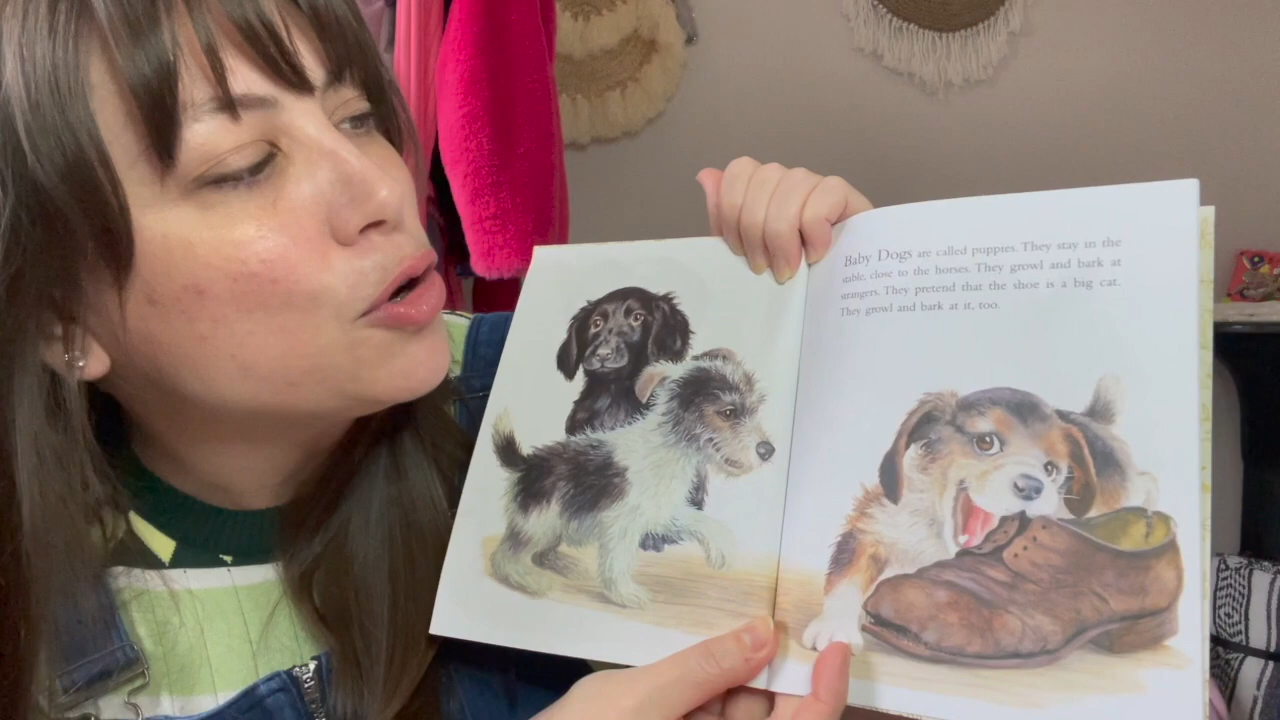 Baby Dogs are called puppies. They stay in the
stable, close to the horses. They growl and bark at
strangers. They pretend that the shoe is a big cat.
They growl and bark at it, too.